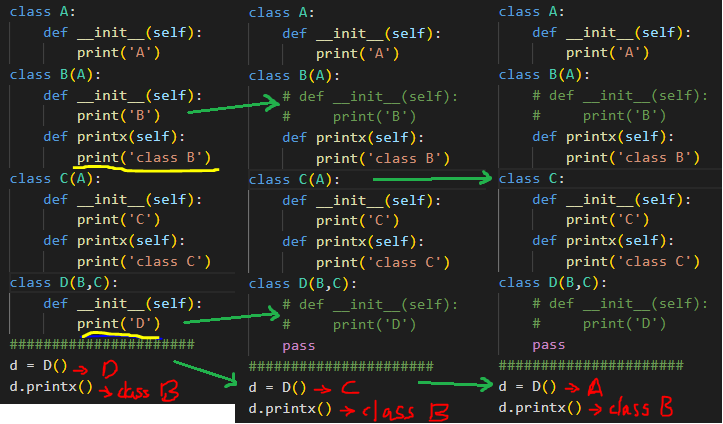 class A:
    def __init__(self):
        print('A')
class B(A):
    def __init__(self):
        print('B')
    def printx(self):
        print('class B')
class C(A):
    def __init__(self):
        print('C')
    def printx(self):
        print('class C')
class D(B,C):
    def __init__(self):
        print('D')
######################
d = D() → D
d.printx() → class B
class A:
    def __init__(self):
        print('A')
class B(A):
    # def __init__(self):
    #     print('B')
    def printx(self):
        print('class B')
class C(A):
    def __init__(self):
        print('C')
    def printx(self):
        print('class C')
class D(B,C):
    # def __init__(self):
    #     print('D')
    pass
######################
d = D() → C
d.printx() → class B
class A:
    def __init__(self):
        print('A')
class B(A):
    # def __init__(self):
    #     print('B')
    def printx(self):
        print('class B')
class C:
    def __init__(self):
        print('C')
    def printx(self):
        print('class C')
class D(B,C):
    # def __init__(self):
    #     print('D')
    pass
######################
d = D() → A
d.printx() → class B